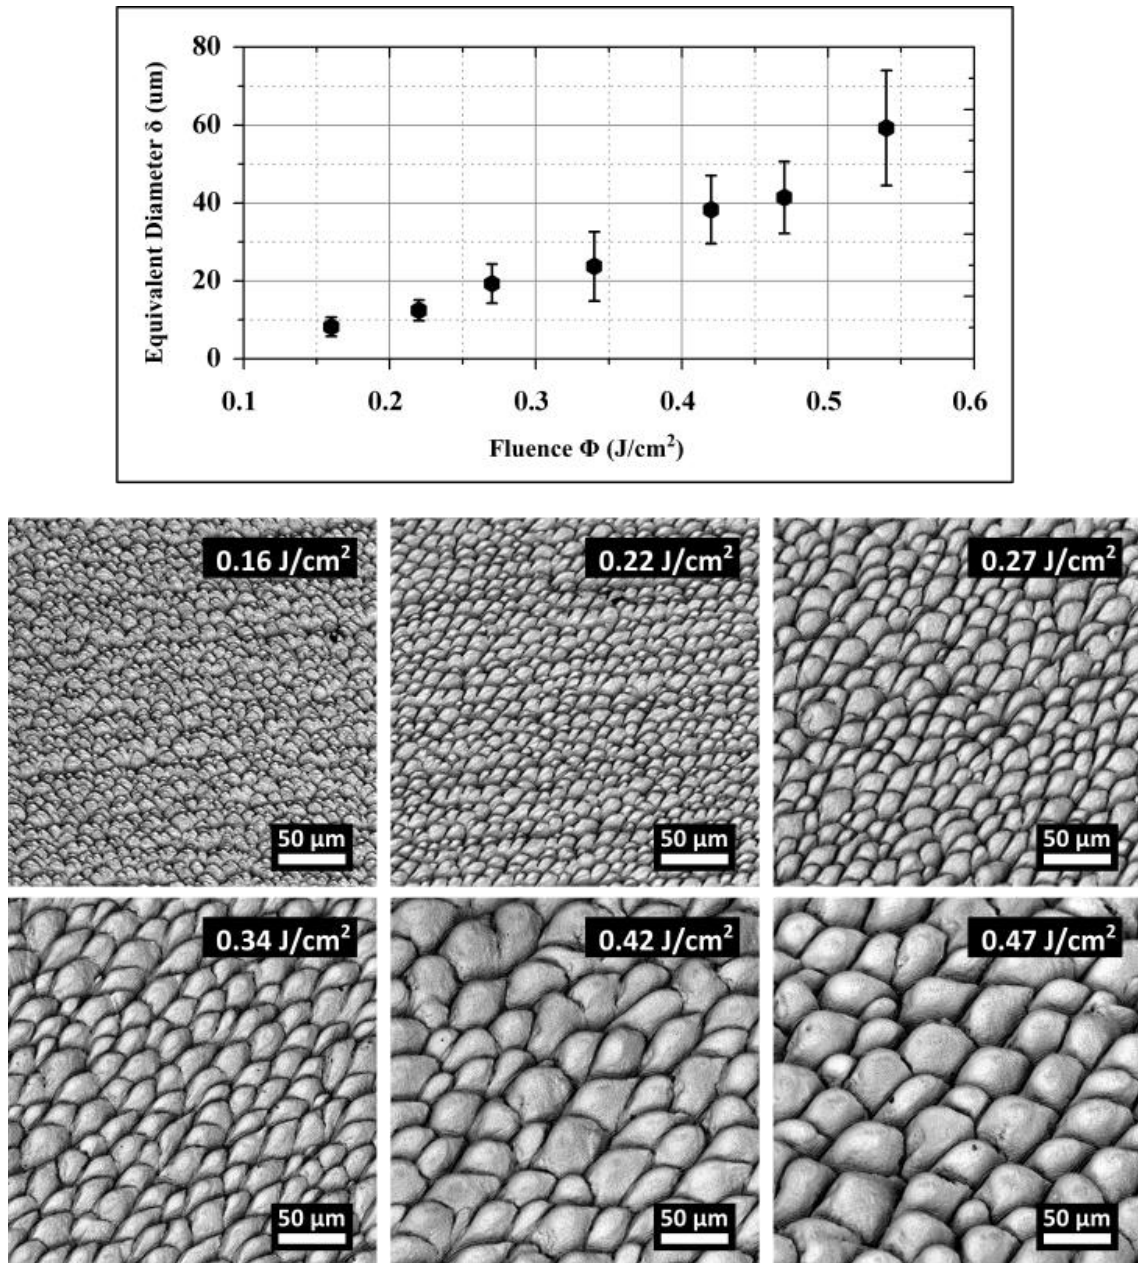 80
60
40
20
0
Equivalent Diameter δ (um)
0.1 0.2 0.3 0.4 0.5 0.6
Fluence Φ (J/cm²)
0.16 J/cm²
50 µm
0.22 J/cm²
50 µm
0.27 J/cm²
50 µm
0.34 J/cm²
50 µm
0.42 J/cm²
50 µm
0.47 J/cm²
50 µm